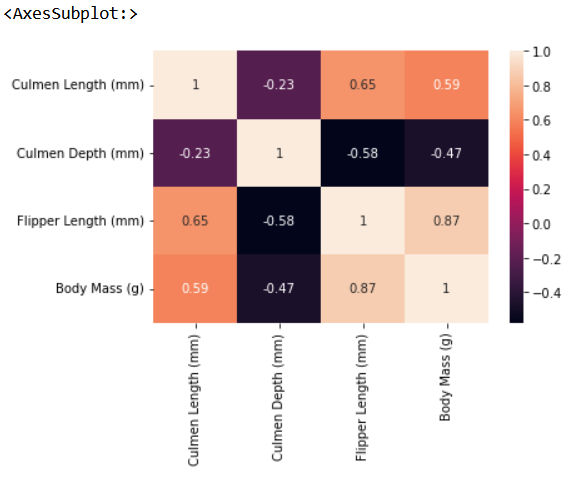 <AxesSubplot:>
Culmen Length (mm) 1 -0.23 0.65 0.59
Culmen Depth (mm) -0.23 1 -0.58 -0.47
Flipper Length (mm) 0.65 -0.58 1 0.87
Body Mass (g) 0.59 -0.47 0.87 1
Culmen Length (mm)
Culmen Depth (mm)
Flipper Length (mm)
Body Mass (g)
1.0
0.8
0.6
0.4
0.2
0.0
−0.2
−0.4